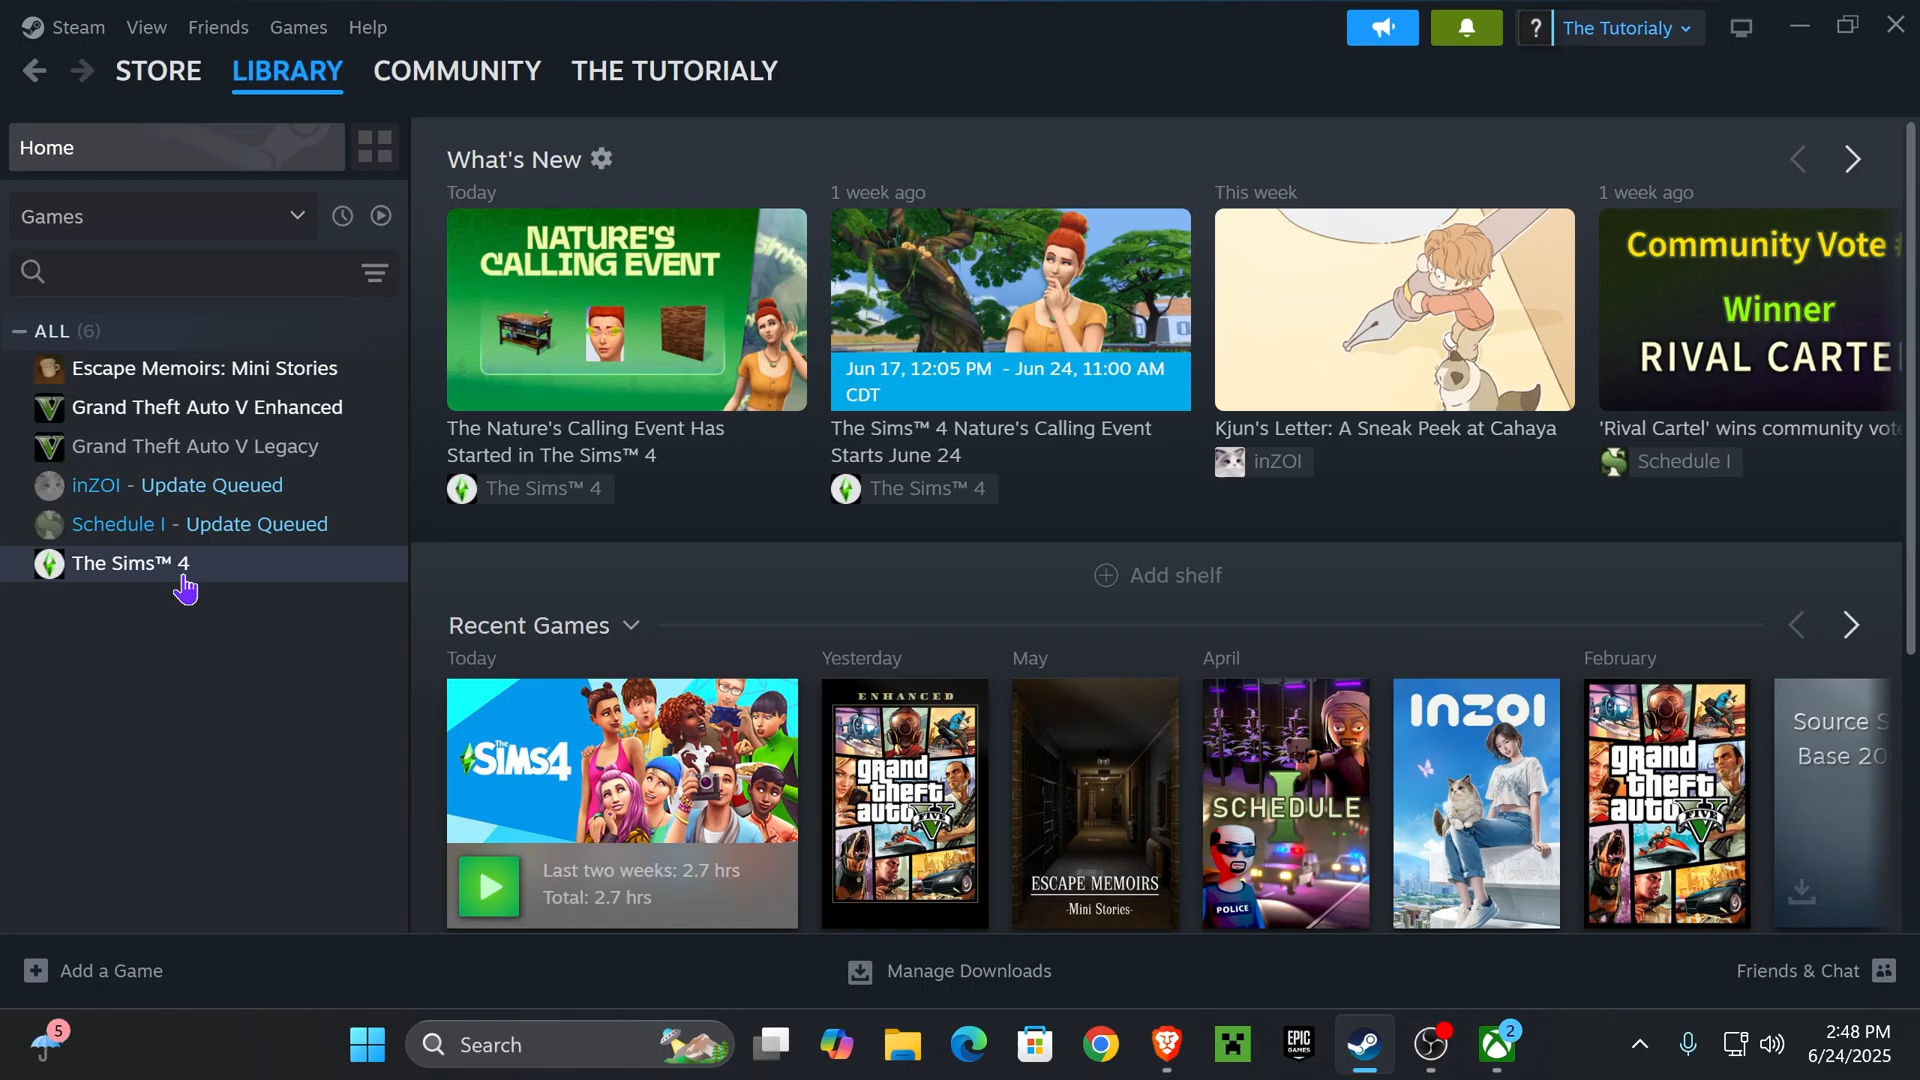 Steam View Friends Games Help
? The Tutorialy
STORE LIBRARY COMMUNITY THE TUTORIALY
Home
Games
ALL (6)
Escape Memoirs: Mini Stories
Grand Theft Auto V Enhanced
Grand Theft Auto V Legacy
inZOI - Update Queued
Schedule I - Update Queued
The Sims™ 4
What's New
Today
NATURE'S
CALLING EVENT
The Nature's Calling Event Has
Started in The Sims™ 4
The Sims™ 4
1 week ago
Jun 17, 12:05 PM - Jun 24, 11:00 AM
CDT
The Sims™ 4 Nature's Calling Event
Starts June 24
The Sims™ 4
This week
Kjun's Letter: A Sneak Peek at Cahaya
inZOI
1 week ago
Community Vote #
Winner
RIVAL CARTE
'Rival Cartel' wins community vote
Schedule I
Add shelf
Recent Games
Today
The SIMS4
Last two weeks: 2.7 hrs
Total: 2.7 hrs
Yesterday
ENHANCED
grand
theft
auto
FIVE
May
ESCAPE MEMOIRS
-Mini Stories-
April
SCHEDULE
I
POLICE
INZOI
February
grand
theft
auto
FIVE
Source S
Base 20
Add a Game
Manage Downloads
Friends & Chat
5
Search
EPIC
GAMES
2
2:48 PM
6/24/2025